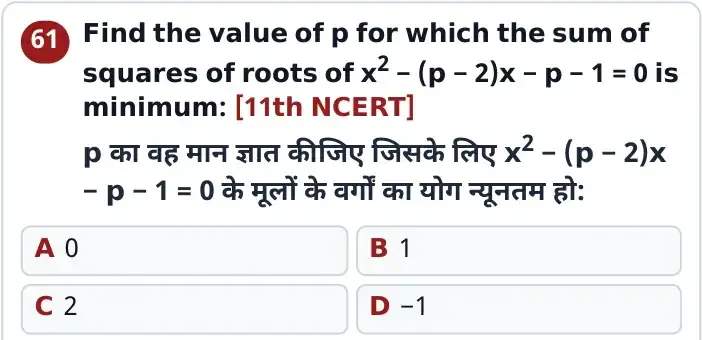 61 Find the value of p for which the sum of
squares of roots of x² – (p – 2)x – p – 1 = 0 is
minimum: [11th NCERT]
p का वह मान ज्ञात कीजिए जिसके लिए x² – (p – 2)x
– p – 1 = 0 के मूलों के वर्गों का योग न्यूनतम हो:
A 0
B 1
C 2
D –1